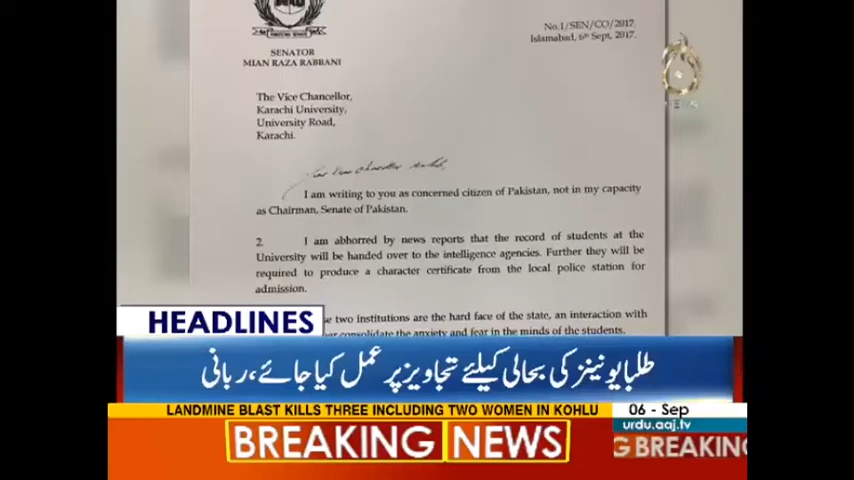 PAKISTAN SENATE
SENATOR
MIAN RAZA RABBANI
No.1/SEN/CO/2017.
Islamabad, 6th Sept, 2017.
The Vice Chancellor,
Karachi University,
University Road,
Karachi.
NEWS
I am writing to you as concerned citizen of Pakistan, not in my capacity
as Chairman, Senate of Pakistan.
2. I am abhorred by news reports that the record of students at the
University will be handed over to the intelligence agencies. Further they will be
required to produce a character certificate from the local police station for
admission.
two institutions are the hard face of the state, an interaction with
consolidate the anxiety and fear in the minds of the students.
HEADLINES
طلبا یونینز کی بحالی کیلئے تجاویز پر عمل کیا جائے، ربانی
LANDMINE BLAST KILLS THREE INCLUDING TWO WOMEN IN KOHLU
06 - Sep
urdu.aaj.tv
BREAKING NEWS
G BREAKING